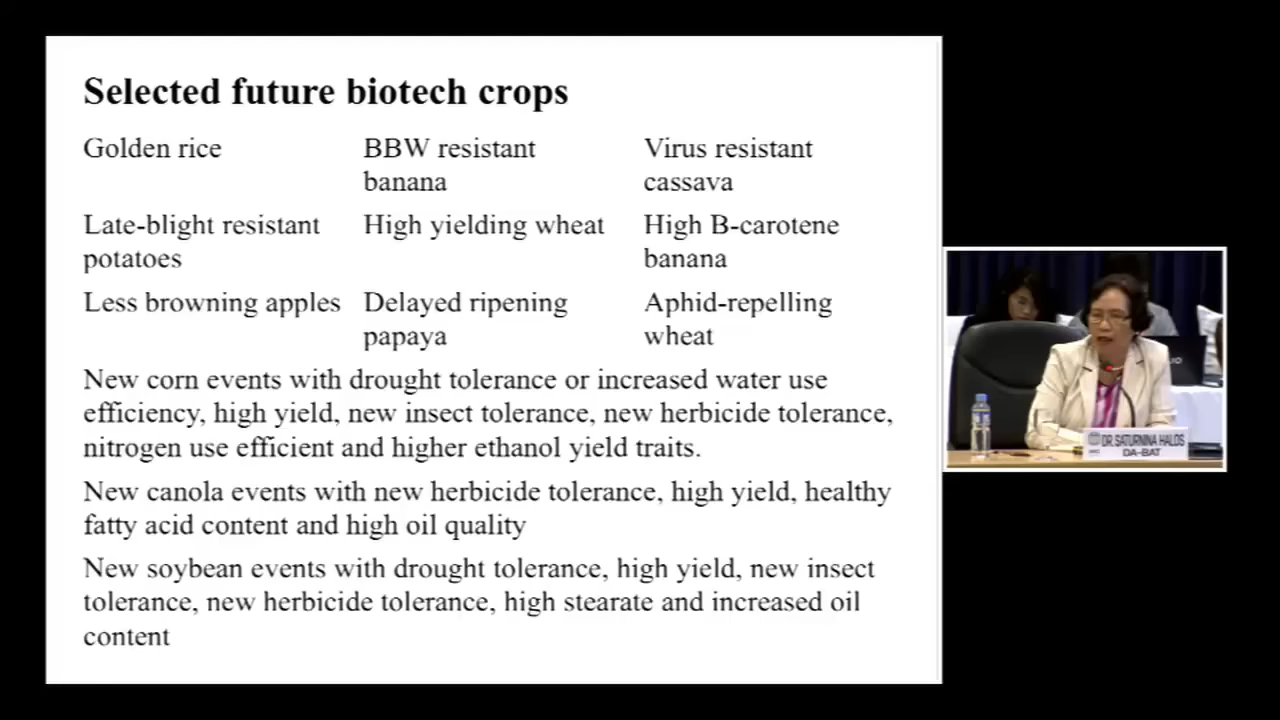 Selected future biotech crops
Golden rice
BBW resistant
banana
Virus resistant
cassava
Late-blight resistant
potatoes
High yielding wheat
High B-carotene
banana
Less browning apples
Delayed ripening
papaya
Aphid-repelling
wheat
New corn events with drought tolerance or increased water use
efficiency, high yield, new insect tolerance, new herbicide tolerance,
nitrogen use efficient and higher ethanol yield traits.
New canola events with new herbicide tolerance, high yield, healthy
fatty acid content and high oil quality
New soybean events with drought tolerance, high yield, new insect
tolerance, new herbicide tolerance, high stearate and increased oil
content
DR. SATURNINA HALOS
DA-BAT